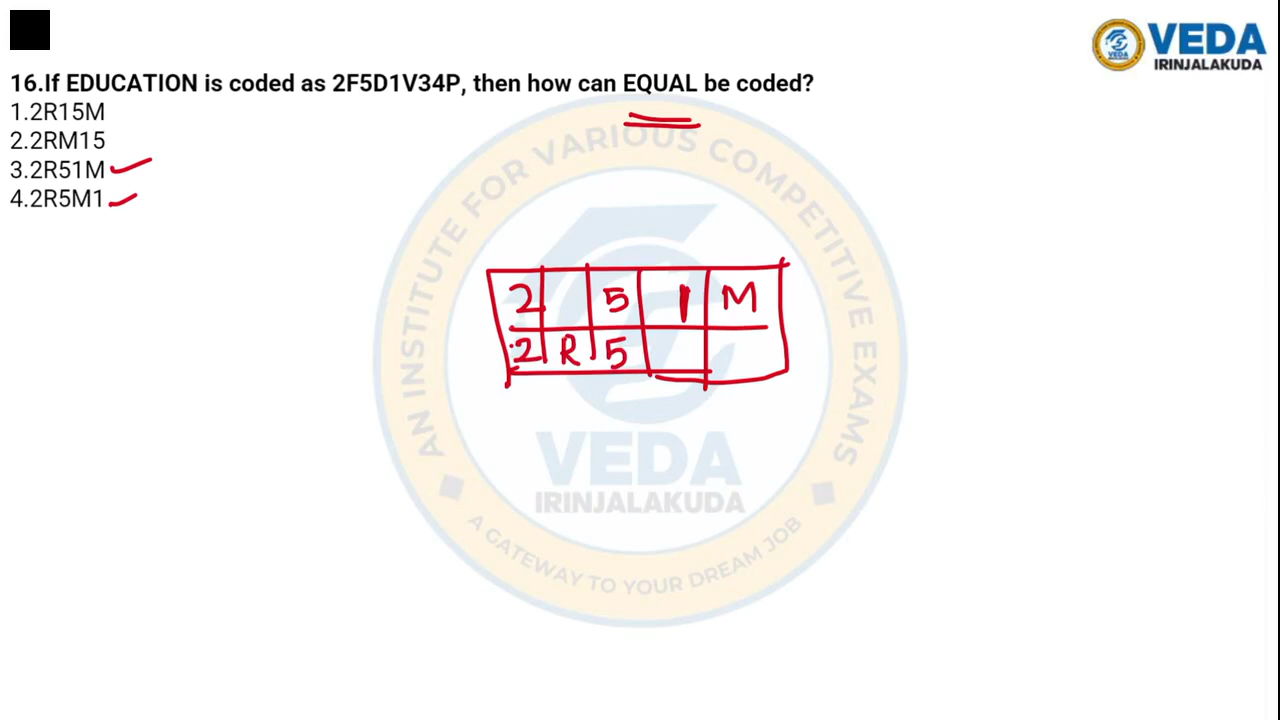 VEDA
IRINJALAKUDA
16.If EDUCATION is coded as 2F5D1V34P, then how can EQUAL be coded?
1.2R15M
2.2RM15
3.2R51M
4.2R5M1
AN INSTITUTE FOR VARIOUS COMPETITIVE EXAMS
2 5 1 M
2 R 5
VEDA
IRINJALAKUDA
A GATEWAY TO YOUR DREAM JOB